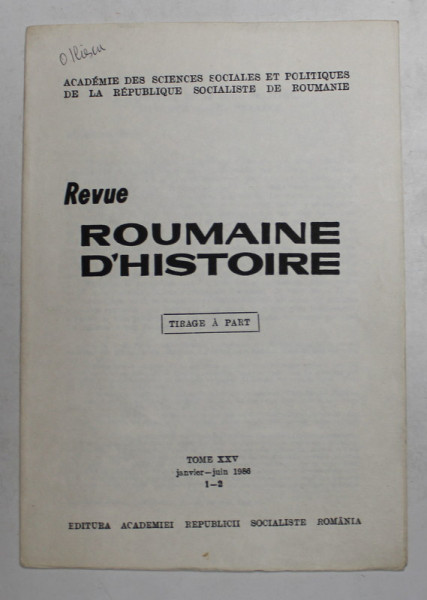 ACADÉMIE DES SCIENCES SOCIALES ET POLITIQUES
DE LA RÉPUBLIQUE SOCIALISTE DE ROUMANIE
Revue
ROUMAINE
D'HISTOIRE
TIRAGE À PART
TOME XXV
janvier—juin 1986
1—2
EDITURA ACADEMIEI REPUBLICII SOCIALISTE ROMÂNIA